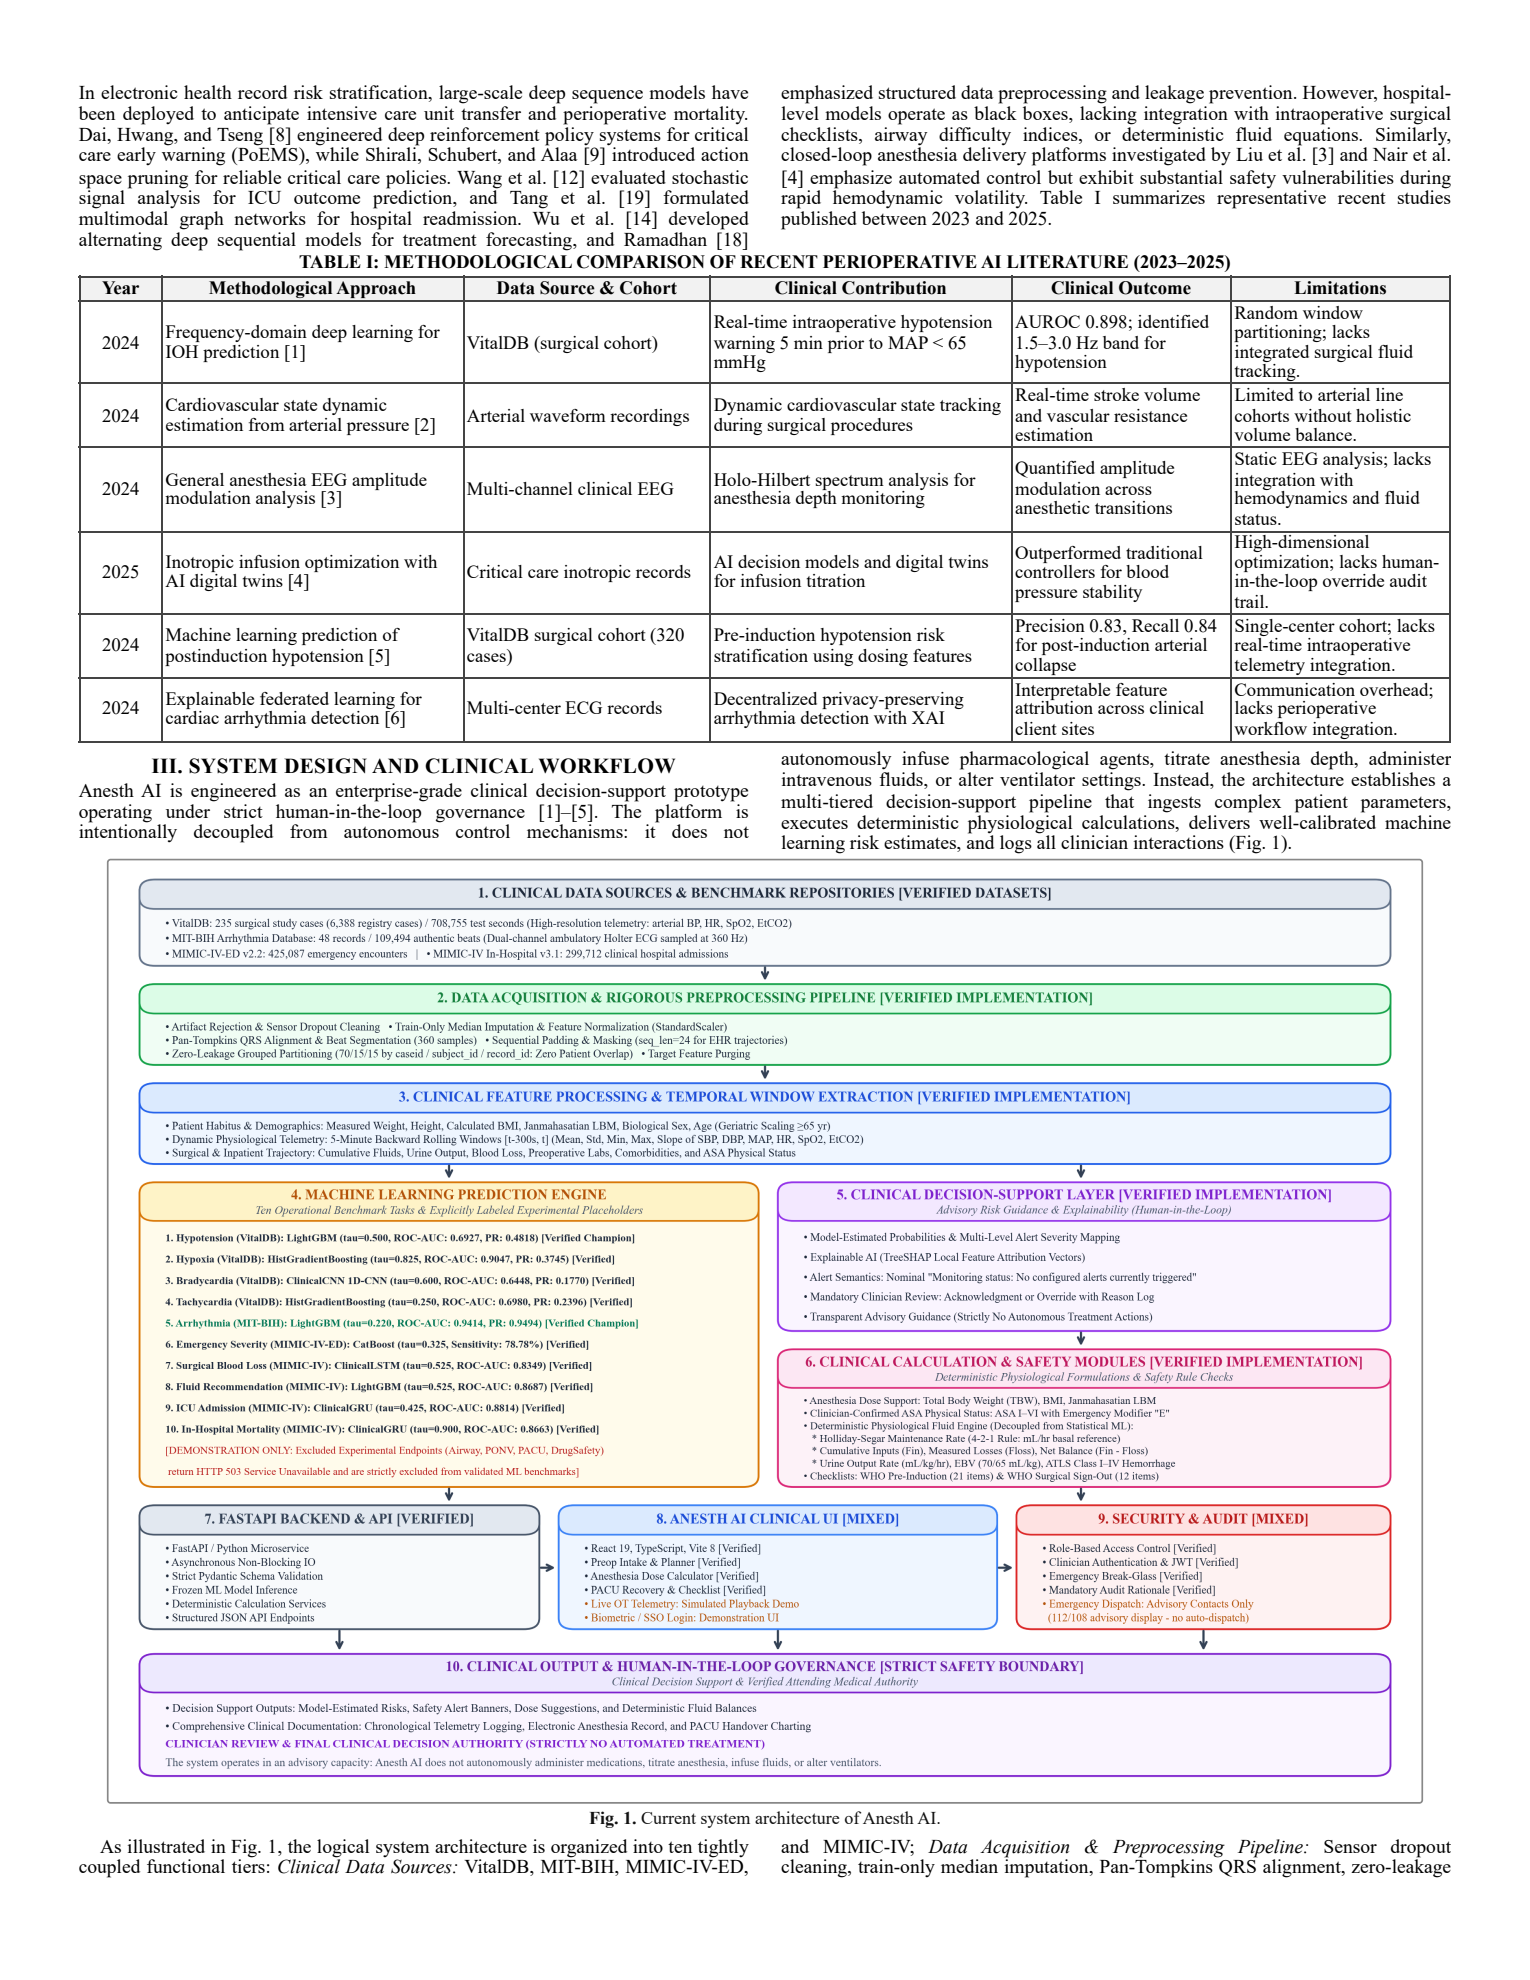 In electronic health record risk stratification, large-scale deep sequence models have
been deployed to anticipate intensive care unit transfer and perioperative mortality.
Dai, Hwang, and Tseng [8] engineered deep reinforcement policy systems for critical
care early warning (PoEMS), while Shirali, Schubert, and Alaa [9] introduced action
space pruning for reliable critical care policies. Wang et al. [12] evaluated stochastic
signal analysis for ICU outcome prediction, and Tang et al. [19] formulated
multimodal graph networks for hospital readmission. Wu et al. [14] developed
alternating deep sequential models for treatment forecasting, and Ramadhan [18]
emphasized structured data preprocessing and leakage prevention. However, hospital-
level models operate as black boxes, lacking integration with intraoperative surgical
checklists, airway difficulty indices, or deterministic fluid equations. Similarly,
closed-loop anesthesia delivery platforms investigated by Liu et al. [3] and Nair et al.
[4] emphasize automated control but exhibit substantial safety vulnerabilities during
rapid hemodynamic volatility. Table I summarizes representative recent studies
published between 2023 and 2025.
TABLE I: METHODOLOGICAL COMPARISON OF RECENT PERIOPERATIVE AI LITERATURE (2023–2025)
Year Methodological Approach Data Source & Cohort Clinical Contribution Clinical Outcome Limitations
2024
Frequency-domain deep learning for
IOH prediction [1]
VitalDB (surgical cohort)
Real-time intraoperative hypotension
warning 5 min prior to MAP < 65
mmHg
AUROC 0.898; identified
1.5–3.0 Hz band for
hypotension
Random window
partitioning; lacks
integrated surgical fluid
tracking.
2024
Cardiovascular state dynamic
estimation from arterial pressure [2]
Arterial waveform recordings
Dynamic cardiovascular state tracking
during surgical procedures
Real-time stroke volume
and vascular resistance
estimation
Limited to arterial line
cohorts without holistic
volume balance.
2024
General anesthesia EEG amplitude
modulation analysis [3]
Multi-channel clinical EEG
Holo-Hilbert spectrum analysis for
anesthesia depth monitoring
Quantified amplitude
modulation across
anesthetic transitions
Static EEG analysis; lacks
integration with
hemodynamics and fluid
status.
2025
Inotropic infusion optimization with
AI digital twins [4]
Critical care inotropic records
AI decision models and digital twins
for infusion titration
Outperformed traditional
controllers for blood
pressure stability
High-dimensional
optimization; lacks human-
in-the-loop override audit
trail.
2024
Machine learning prediction of
postinduction hypotension [5]
VitalDB surgical cohort (320
cases)
Pre-induction hypotension risk
stratification using dosing features
Precision 0.83, Recall 0.84
for post-induction arterial
collapse
Single-center cohort; lacks
real-time intraoperative
telemetry integration.
2024
Explainable federated learning for
cardiac arrhythmia detection [6]
Multi-center ECG records
Decentralized privacy-preserving
arrhythmia detection with XAI
Interpretable feature
attribution across clinical
client sites
Communication overhead;
lacks perioperative
workflow integration.
III. SYSTEM DESIGN AND CLINICAL WORKFLOW
Anesth AI is engineered as an enterprise-grade clinical decision-support prototype
operating under strict human-in-the-loop governance [1]–[5]. The platform is
intentionally decoupled from autonomous control mechanisms: it does not
autonomously infuse pharmacological agents, titrate anesthesia depth, administer
intravenous fluids, or alter ventilator settings. Instead, the architecture establishes a
multi-tiered decision-support pipeline that ingests complex patient parameters,
executes deterministic physiological calculations, delivers well-calibrated machine
learning risk estimates, and logs all clinician interactions (Fig. 1).
1. CLINICAL DATA SOURCES & BENCHMARK REPOSITORIES [VERIFIED DATASETS]
• VitalDB: 235 surgical study cases (6,388 registry cases) / 708,755 test seconds (High-resolution telemetry: arterial BP, HR, SpO2, EtCO2)
• MIT-BIH Arrhythmia Database: 48 records / 109,494 authentic beats (Dual-channel ambulatory Holter ECG sampled at 360 Hz)
• MIMIC-IV-ED v2.2: 425,087 emergency encounters | • MIMIC-IV In-Hospital v3.1: 299,712 clinical hospital admissions
2. DATA ACQUISITION & RIGOROUS PREPROCESSING PIPELINE [VERIFIED IMPLEMENTATION]
• Artifact Rejection & Sensor Dropout Cleaning • Train-Only Median Imputation & Feature Normalization (StandardScaler)
• Pan-Tompkins QRS Alignment & Beat Segmentation (360 samples) • Sequential Padding & Masking (seq_len=24 for EHR trajectories)
• Zero-Leakage Grouped Partitioning (70/15/15 by caseid / subject_id / record_id: Zero Patient Overlap) • Target Feature Purging
3. CLINICAL FEATURE PROCESSING & TEMPORAL WINDOW EXTRACTION [VERIFIED IMPLEMENTATION]
• Patient Habitus & Demographics: Measured Weight, Height, Calculated BMI, Janmahasatian LBM, Biological Sex, Age (Geriatric Scaling ≥65 yr)
• Dynamic Physiological Telemetry: 5-Minute Backward Rolling Windows [t-300s, t] (Mean, Std, Min, Max, Slope of SBP, DBP, MAP, HR, SpO2, EtCO2)
• Surgical & Inpatient Trajectory: Cumulative Fluids, Urine Output, Blood Loss, Preoperative Labs, Comorbidities, and ASA Physical Status
4. MACHINE LEARNING PREDICTION ENGINE
Ten Operational Benchmark Tasks & Explicitly Labeled Experimental Placeholders
1. Hypotension (VitalDB): LightGBM (tau=0.500, ROC-AUC: 0.6927, PR: 0.4818) [Verified Champion]
2. Hypoxia (VitalDB): HistGradientBoosting (tau=0.825, ROC-AUC: 0.9047, PR: 0.3745) [Verified]
3. Bradycardia (VitalDB): ClinicalCNN 1D-CNN (tau=0.600, ROC-AUC: 0.6448, PR: 0.1770) [Verified]
4. Tachycardia (VitalDB): HistGradientBoosting (tau=0.250, ROC-AUC: 0.6980, PR: 0.2396) [Verified]
5. Arrhythmia (MIT-BIH): LightGBM (tau=0.220, ROC-AUC: 0.9414, PR: 0.9494) [Verified Champion]
6. Emergency Severity (MIMIC-IV-ED): CatBoost (tau=0.325, Sensitivity: 78.78%) [Verified]
7. Surgical Blood Loss (MIMIC-IV): ClinicalLSTM (tau=0.525, ROC-AUC: 0.8349) [Verified]
8. Fluid Recommendation (MIMIC-IV): LightGBM (tau=0.525, ROC-AUC: 0.8687) [Verified]
9. ICU Admission (MIMIC-IV): ClinicalGRU (tau=0.425, ROC-AUC: 0.8814) [Verified]
10. In-Hospital Mortality (MIMIC-IV): ClinicalGRU (tau=0.900, ROC-AUC: 0.8663) [Verified]
[DEMONSTRATION ONLY: Excluded Experimental Endpoints (Airway, PONV, PACU, DrugSafety)
return HTTP 503 Service Unavailable and are strictly excluded from validated ML benchmarks]
5. CLINICAL DECISION-SUPPORT LAYER [VERIFIED IMPLEMENTATION]
Advisory Risk Guidance & Explainability (Human-in-the-Loop)
• Model-Estimated Probabilities & Multi-Level Alert Severity Mapping
• Explainable AI (TreeSHAP Local Feature Attribution Vectors)
• Alert Semantics: Nominal "Monitoring status: No configured alerts currently triggered"
• Mandatory Clinician Review: Acknowledgment or Override with Reason Log
• Transparent Advisory Guidance (Strictly No Autonomous Treatment Actions)
6. CLINICAL CALCULATION & SAFETY MODULES [VERIFIED IMPLEMENTATION]
Deterministic Physiological Formulations & Safety Rule Checks
• Anesthesia Dose Support: Total Body Weight (TBW), BMI, Janmahasatian LBM
• Clinician-Confirmed ASA Physical Status: ASA I–VI with Emergency Modifier "E"
• Deterministic Physiological Fluid Engine (Decoupled from Statistical ML):
* Holliday-Segar Maintenance Rate (4-2-1 Rule: mL/hr basal reference)
* Cumulative Inputs (Fin), Measured Losses (Floss), Net Balance (Fin - Floss)
* Urine Output Rate (mL/kg/hr), EBV (70/65 mL/kg), ATLS Class I–IV Hemorrhage
• Checklists: WHO Pre-Induction (21 items) & WHO Surgical Sign-Out (12 items)
7. FASTAPI BACKEND & API [VERIFIED]
• FastAPI / Python Microservice
• Asynchronous Non-Blocking IO
• Strict Pydantic Schema Validation
• Frozen ML Model Inference
• Deterministic Calculation Services
• Structured JSON API Endpoints
8. ANESTH AI CLINICAL UI [MIXED]
• React 19, TypeScript, Vite 8 [Verified]
• Preop Intake & Planner [Verified]
• Anesthesia Dose Calculator [Verified]
• PACU Recovery & Checklist [Verified]
• Live OT Telemetry: Simulated Playback Demo
• Biometric / SSO Login: Demonstration UI
9. SECURITY & AUDIT [MIXED]
• Role-Based Access Control [Verified]
• Clinician Authentication & JWT [Verified]
• Emergency Break-Glass [Verified]
• Mandatory Audit Rationale [Verified]
• Emergency Dispatch: Advisory Contacts Only
(112/108 advisory display - no auto-dispatch)
10. CLINICAL OUTPUT & HUMAN-IN-THE-LOOP GOVERNANCE [STRICT SAFETY BOUNDARY]
Clinical Decision Support & Verified Attending Medical Authority
• Decision Support Outputs: Model-Estimated Risks, Safety Alert Banners, Dose Suggestions, and Deterministic Fluid Balances
• Comprehensive Clinical Documentation: Chronological Telemetry Logging, Electronic Anesthesia Record, and PACU Handover Charting
CLINICIAN REVIEW & FINAL CLINICAL DECISION AUTHORITY (STRICTLY NO AUTOMATED TREATMENT)
The system operates in an advisory capacity: Anesth AI does not autonomously administer medications, titrate anesthesia, infuse fluids, or alter ventilators.
Fig. 1. Current system architecture of Anesth AI.
As illustrated in Fig. 1, the logical system architecture is organized into ten tightly
coupled functional tiers: Clinical Data Sources: VitalDB, MIT-BIH, MIMIC-IV-ED,
and MIMIC-IV; Data Acquisition & Preprocessing Pipeline: Sensor dropout
cleaning, train-only median imputation, Pan-Tompkins QRS alignment, zero-leakage